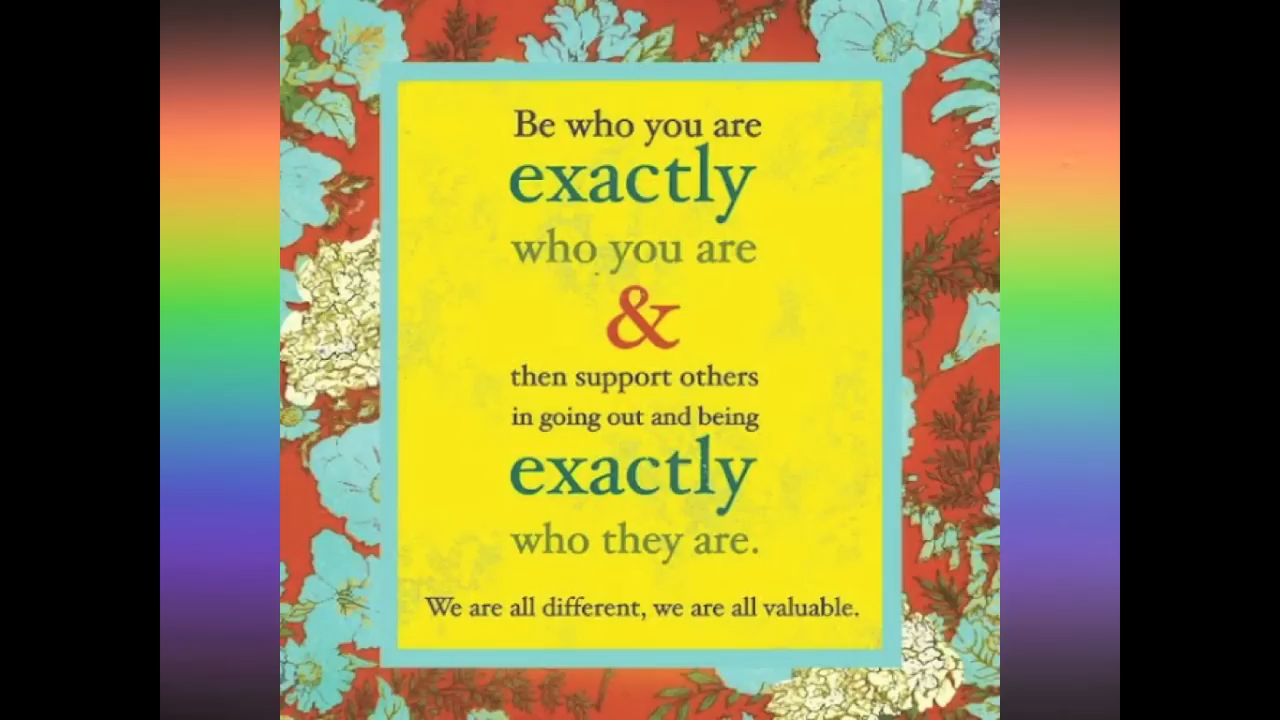 Be who you are
exactly
who you are
&
then support others
in going out and being
exactly
who they are.
We are all different, we are all valuable.